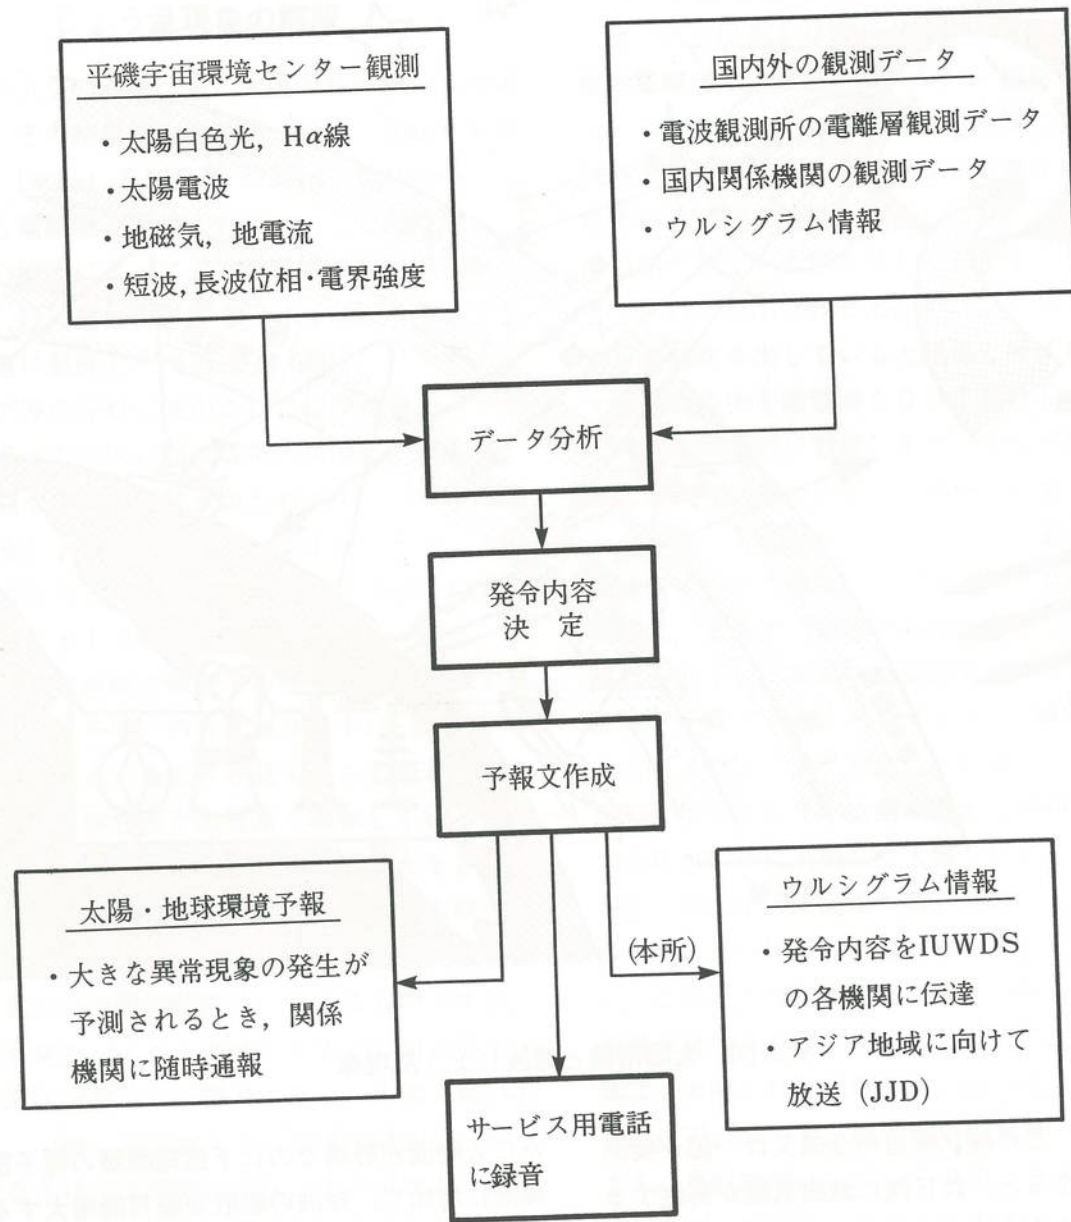 平磯宇宙環境センター観測
・太陽白色光，Hα線
・太陽電波
・地磁気，地電流
・短波,長波位相・電界強度
国内外の観測データ
・電波観測所の電離層観測データ
・国内関係機関の観測データ
・ウルシグラム情報
データ分析
発令内容
決　定
予報文作成
太陽・地球環境予報
・大きな異常現象の発生が
予測されるとき，関係
機関に随時通報
サービス用電話
に録音
(本所)
ウルシグラム情報
・発令内容をIUWDS
の各機関に伝達
・アジア地域に向けて
放送（JJD）